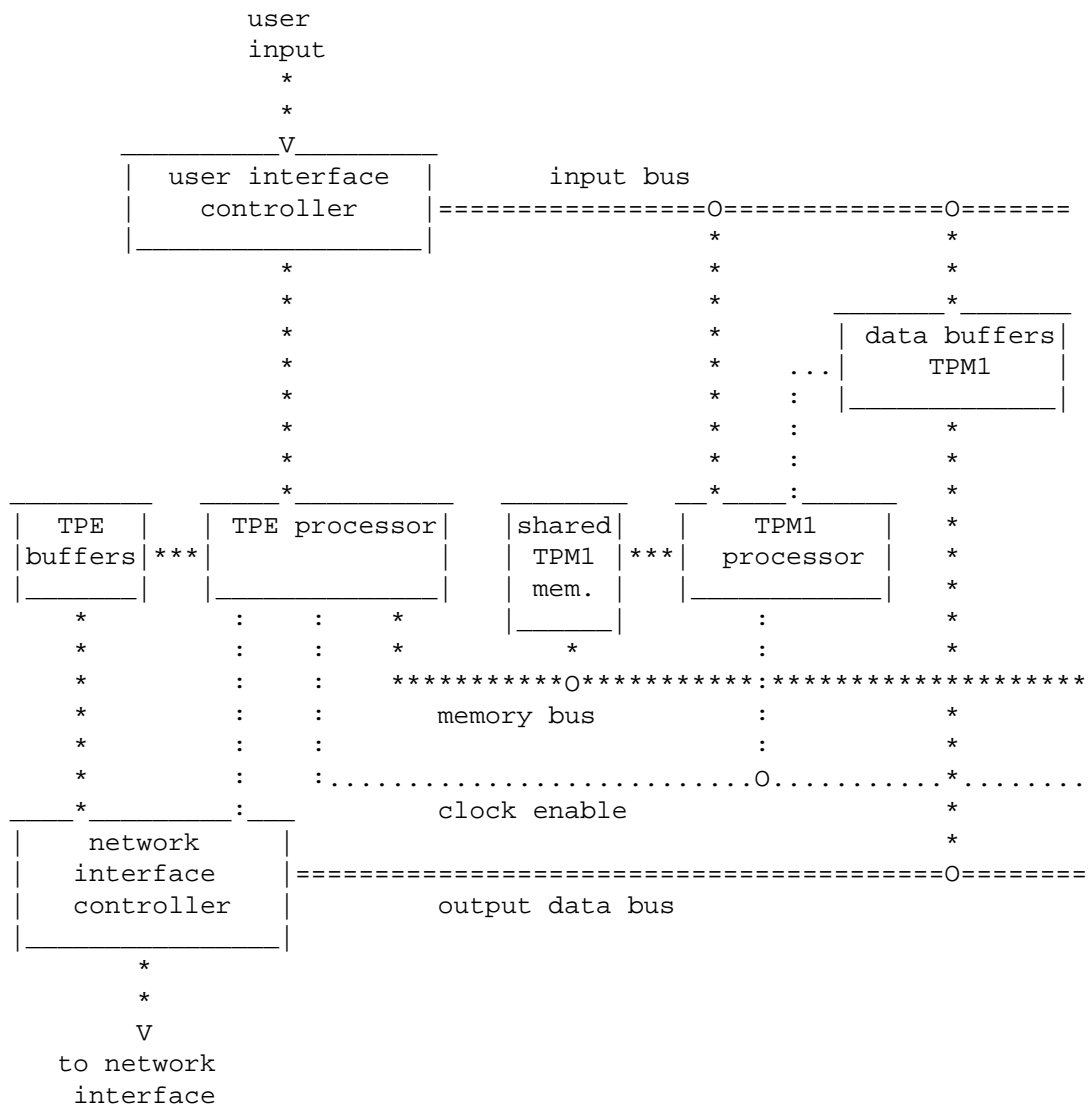 user
input
V
user interface
controller
input bus
O O
data buffers
TPM1
TPE
buffers
TPE processor
shared
TPM1
mem.
TPM1
processor
O
memory bus
O
clock enable
network
interface
controller
O
output data bus
V
to network
interface